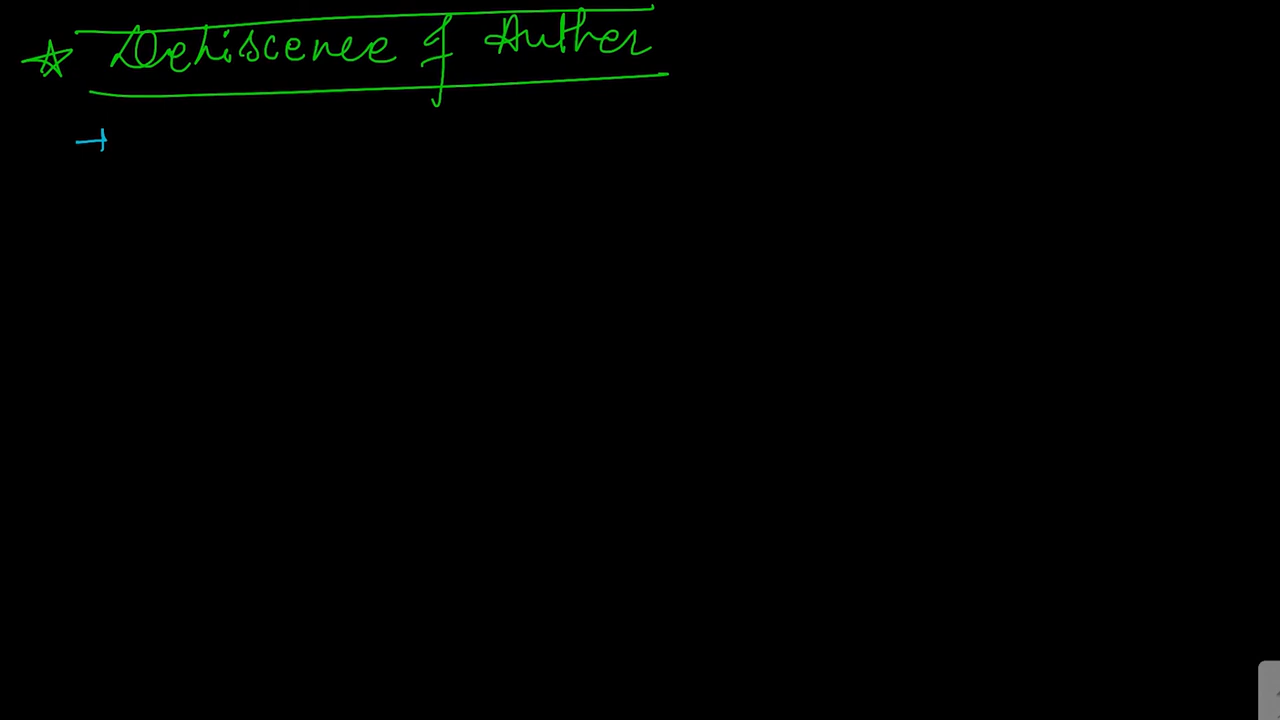 ☆ Dehiscence of Anther
→